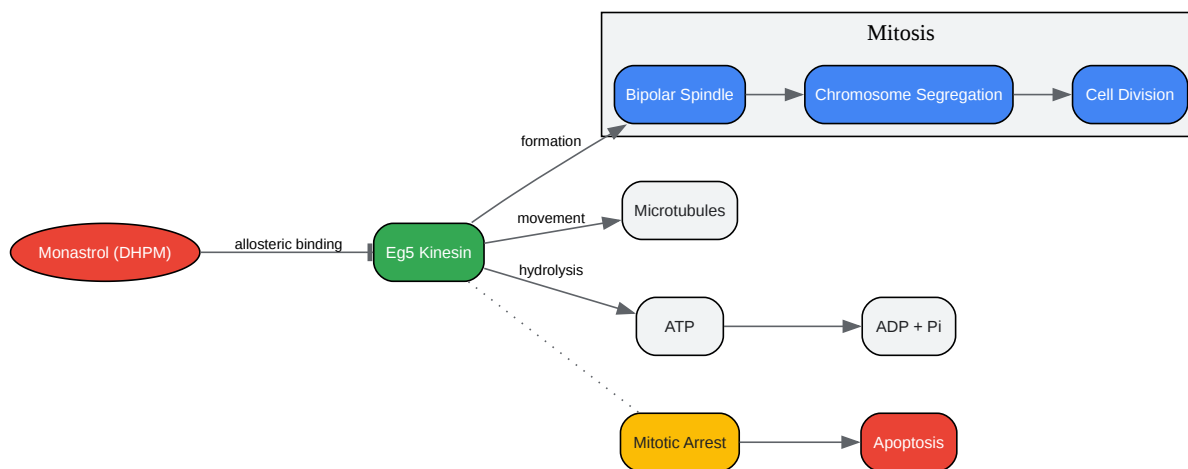 Mitosis
Bipolar Spindle
Chromosome Segregation
Cell Division
formation
movement
Microtubules
Monastrol (DHPM)
allosteric binding
Eg5 Kinesin
hydrolysis
ATP
ADP + Pi
Mitotic Arrest
Apoptosis